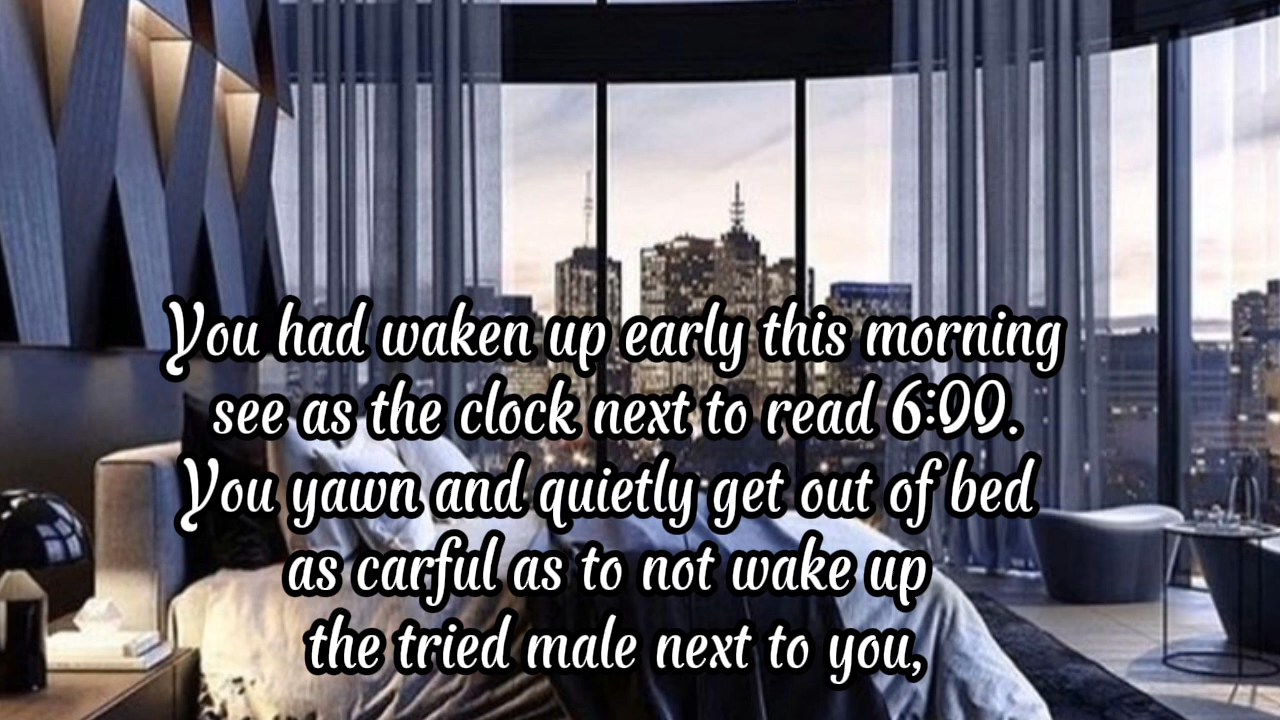 You had waken up early this morning
see as the clock next to read 6:00.
You yawn and quietly get out of bed
as carful as to not wake up
the tried male next to you,